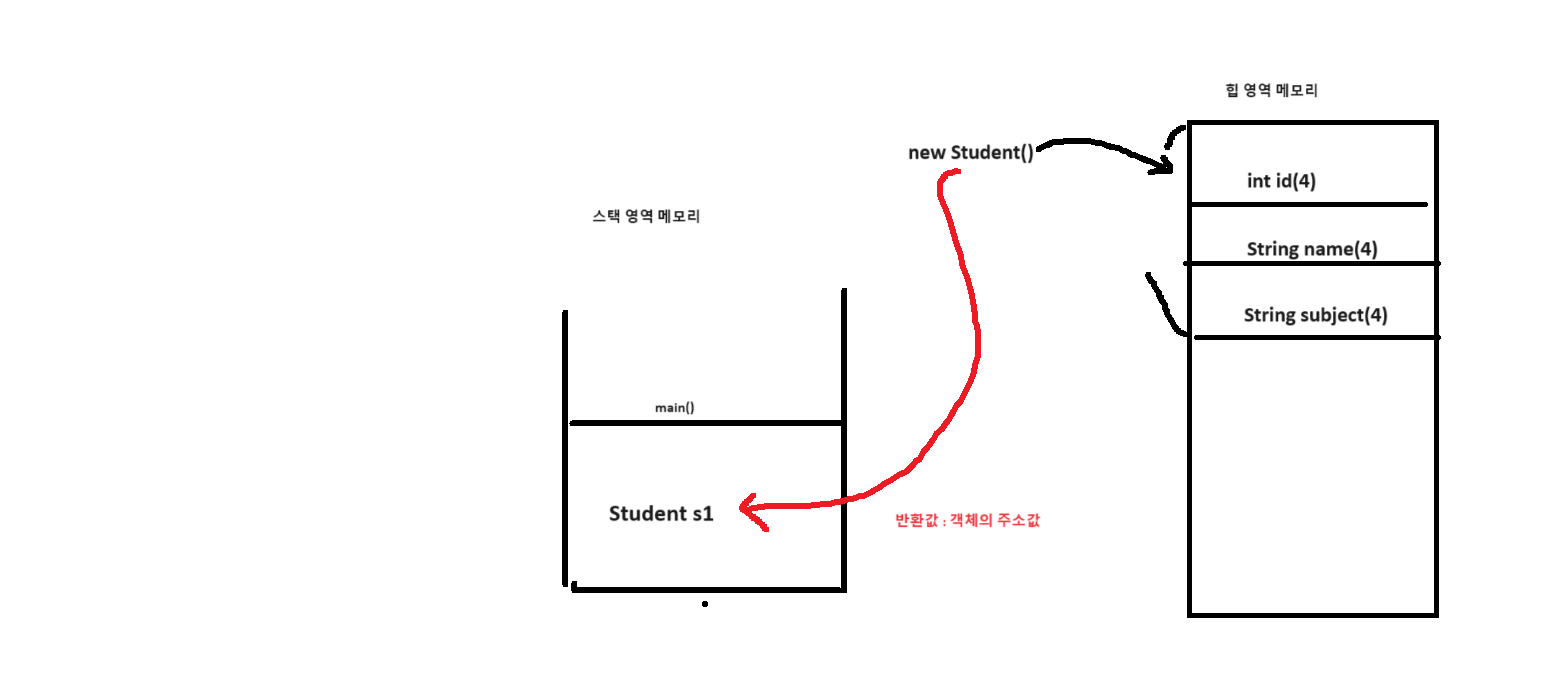 힙 영역 메모리
new Student()
int id(4)
스택 영역 메모리
String name(4)
String subject(4)
main()
Student s1
반환값 : 객체의 주소값